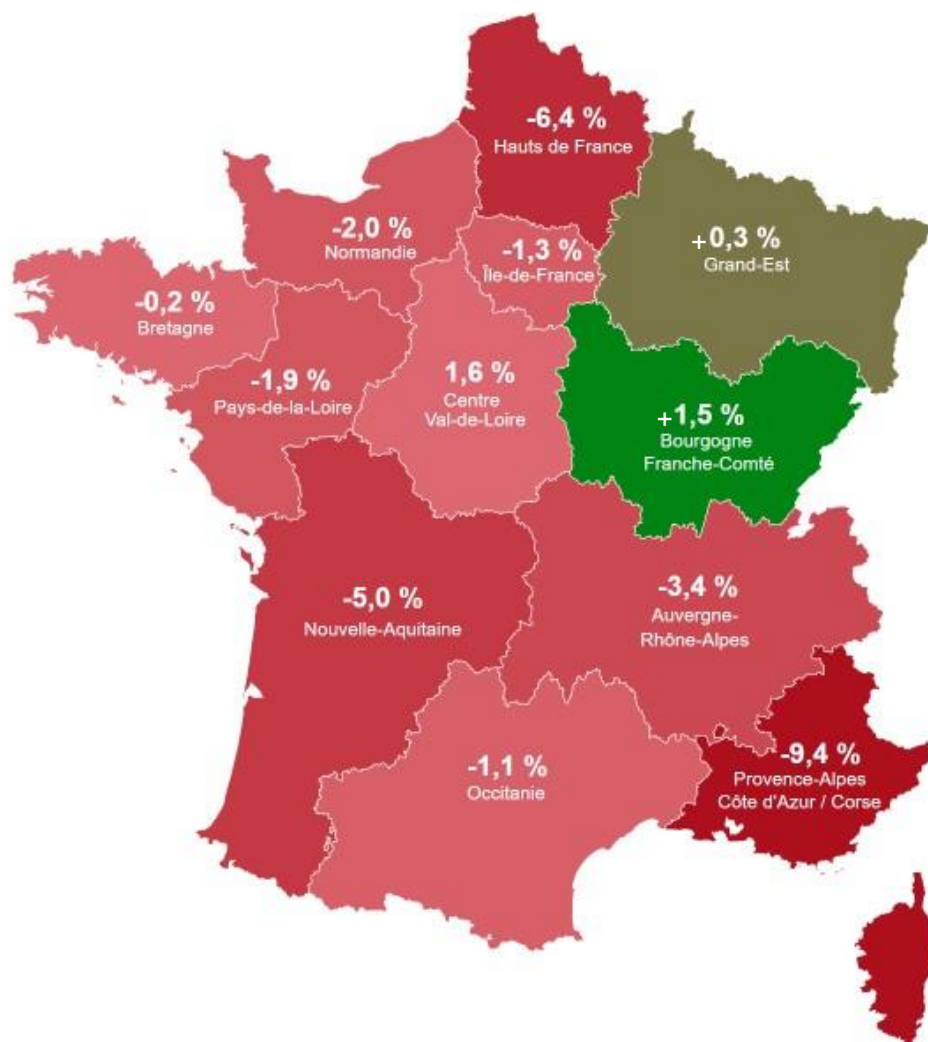 -6,4 %
Hauts de France
-2,0 %
Normandie
-1,3 %
Île-de-France
+0,3 %
Grand-Est
-0,2 %
Bretagne
-1,9 %
Pays-de-la-Loire
1,6 %
Centre
Val-de-Loire
+1,5 %
Bourgogne
Franche-Comté
-5,0 %
Nouvelle-Aquitaine
-3,4 %
Auvergne-
Rhône-Alpes
-1,1 %
Occitanie
-9,4 %
Provence-Alpes
Côte d'Azur / Corse